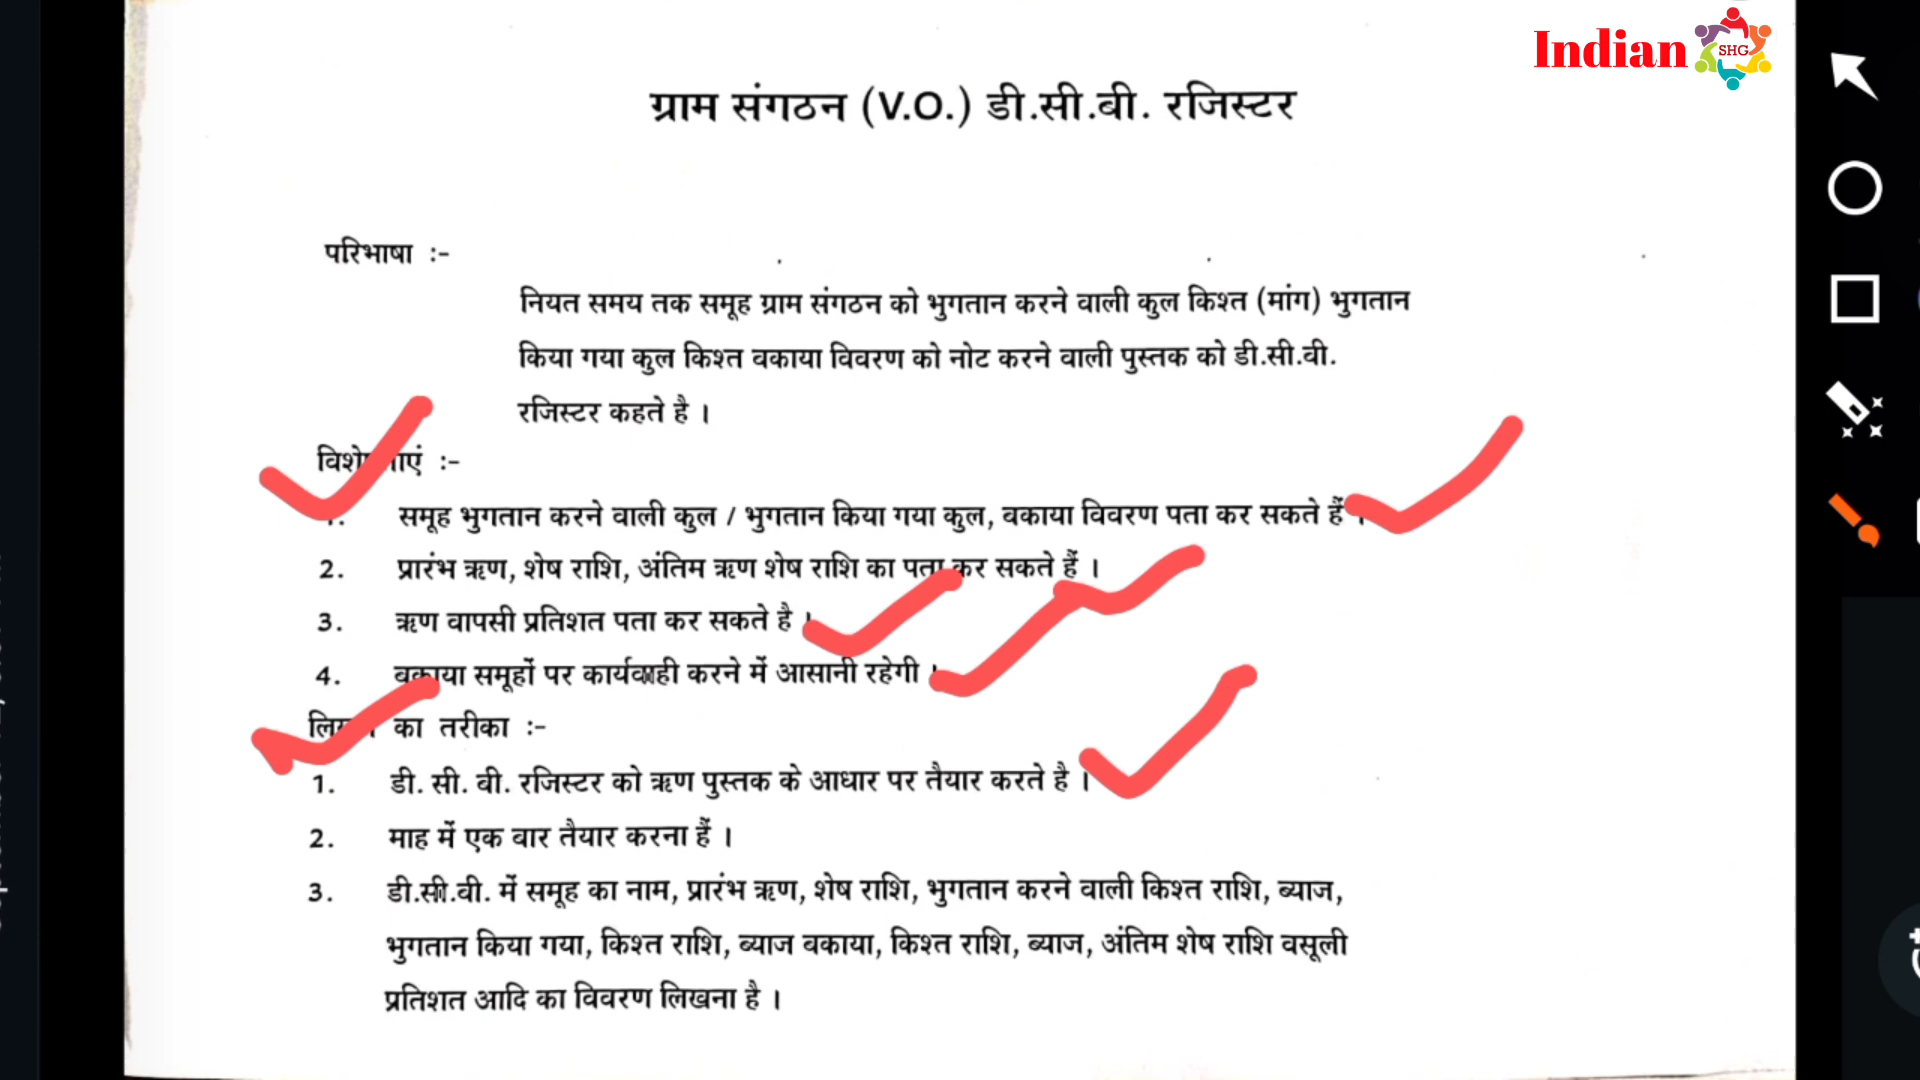 Indian SHG
ग्राम संगठन (V.O.) डी.सी.बी. रजिस्टर
परिभाषा :-
नियत समय तक समूह ग्राम संगठन को भुगतान करने वाली कुल किश्त (मांग) भुगतान
किया गया कुल किश्त वकाया विवरण को नोट करने वाली पुस्तक को डी.सी.वी.
रजिस्टर कहते है ।
:-
समूह भुगतान करने वाली कुल / भुगतान किया गया कुल, वकाया विवरण पता कर सकते हैं ।
2. प्रारंभ ऋण, शेष राशि, अंतिम ऋण शेष राशि का पता कर सकते हैं ।
3. ऋण वापसी प्रतिशत पता कर सकते है ।
4. वकाया समूहों पर कार्यवाही करने में आसानी रहेगी ।
का तरीका :-
1. डी. सी. वी. रजिस्टर को ऋण पुस्तक के आधार पर तैयार करते है ।
2. माह में एक वार तैयार करना हैं ।
3. डी.सी.वी. में समूह का नाम, प्रारंभ ऋण, शेष राशि, भुगतान करने वाली किश्त राशि, ब्याज,
भुगतान किया गया, किश्त राशि, ब्याज वकाया, किश्त राशि, ब्याज, अंतिम शेष राशि वसूली
प्रतिशत आदि का विवरण लिखना है ।